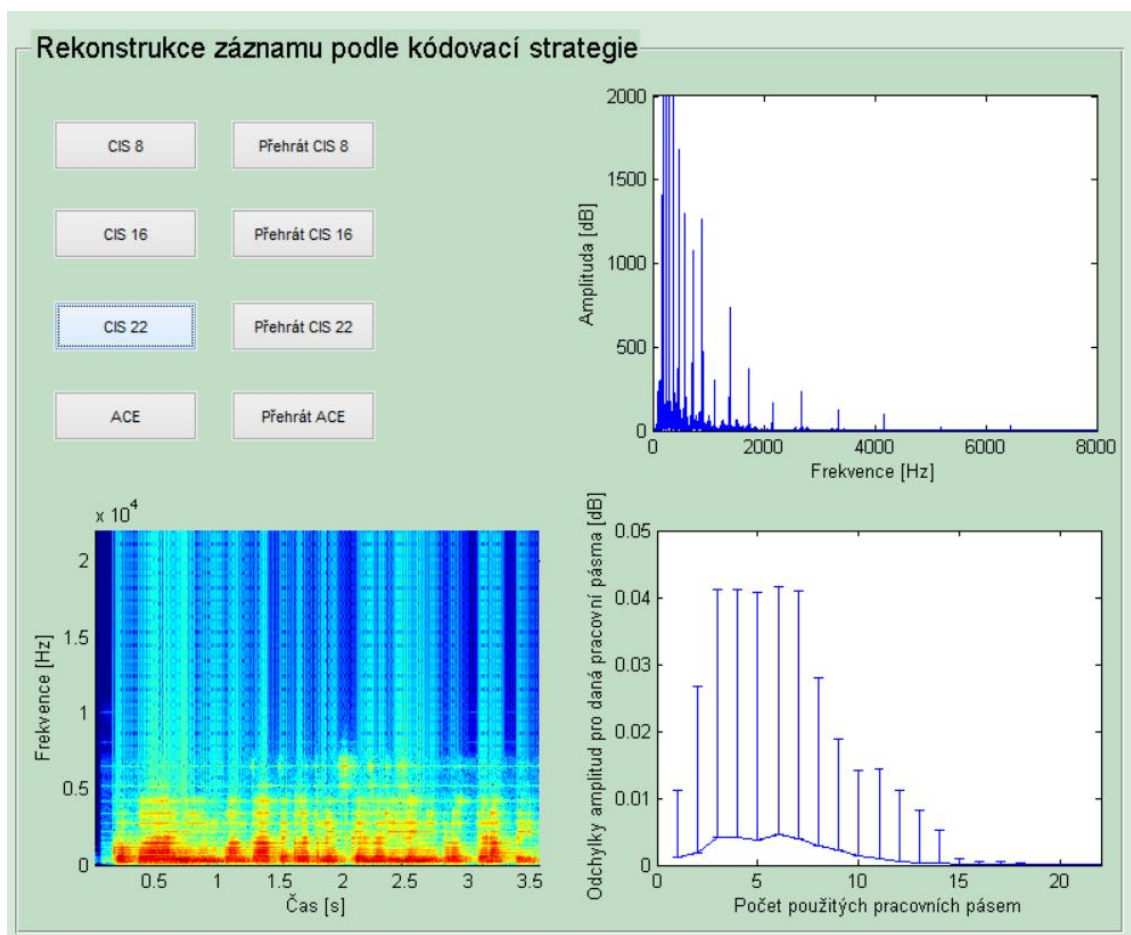 Rekonstrukce záznamu podle kódovací strategie
CIS 8
Přehrát CIS 8
CIS 16
Přehrát CIS 16
CIS 22
Přehrát CIS 22
ACE
Přehrát ACE
2000
1500
1000
500
0
Amplituda [dB]
0 2000 4000 6000 8000
Frekvence [Hz]
x 10^4
2
1.5
1
0.5
0
Frekvence [Hz]
0.5 1 1.5 2 2.5 3 3.5
Čas [s]
0.05
0.04
0.03
0.02
0.01
0
Odchylky amplitud pro daná pracovní pásma [dB]
0 5 10 15 20
Počet použitých pracovních pásem